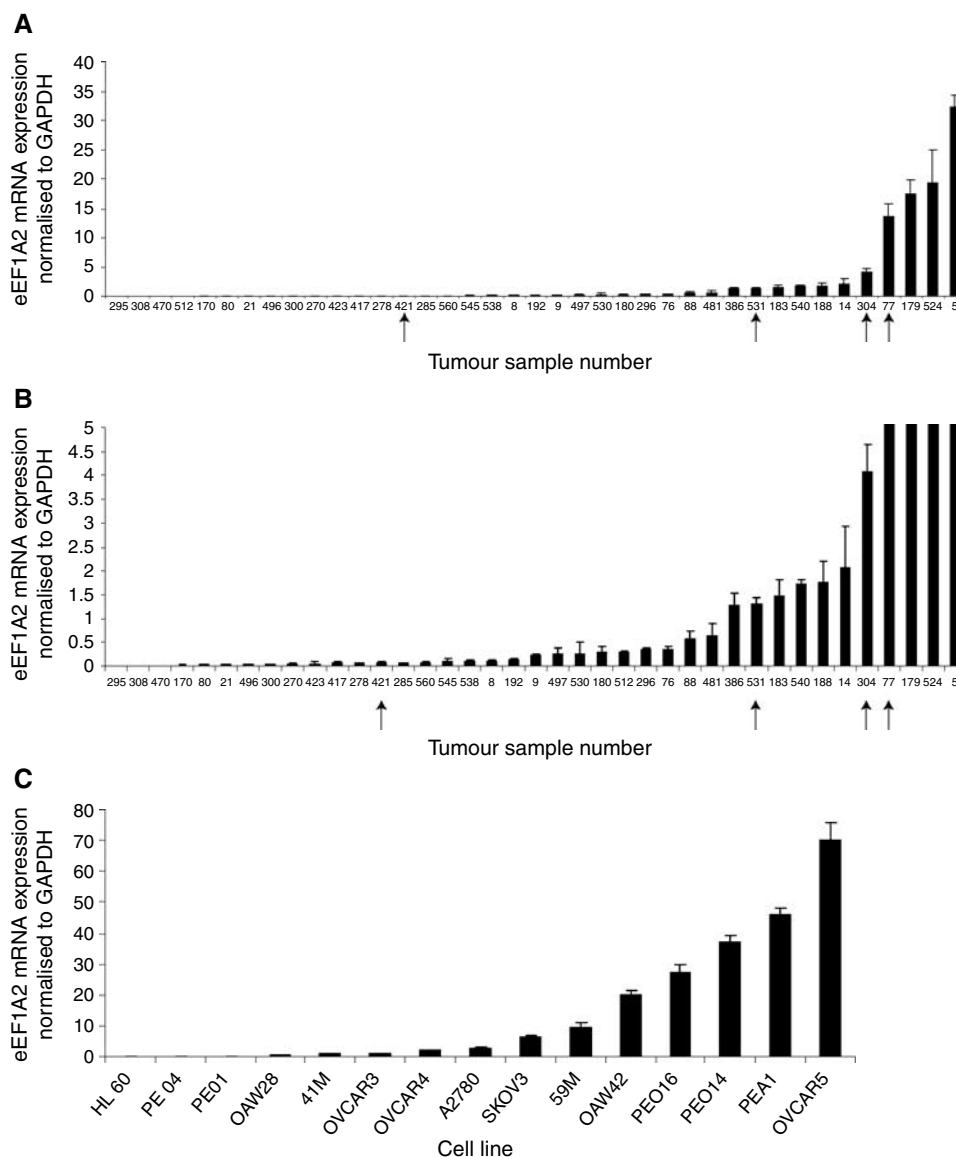 A
eEF1A2 mRNA expression
normalised to GAPDH
40
35
30
25
20
15
10
5
0
295 308 470 512 170 80 21 496 300 270 423 417 278 421 285 560 545 538 8 192 9 497 530 180 296 76 88 481 386 531 183 540 188 14 304 77 179 524 5
Tumour sample number
B
eEF1A2 mRNA expression
normalised to GAPDH
5
4.5
4
3.5
3
2.5
2
1.5
1
0.5
0
295 308 470 170 80 21 496 300 270 423 417 278 421 285 560 545 538 8 192 9 497 530 180 512 296 76 88 481 386 531 183 540 188 14 304 77 179 524 5
Tumour sample number
C
eEF1A2 mRNA expression
normalised to GAPDH
80
70
60
50
40
30
20
10
0
HL 60 PE 04 PE01 OAW28 41M OVCAR3 OVCAR4 A2780 SKOV3 59M OAW42 PEO16 PEO14 PEA1 OVCAR5
Cell line